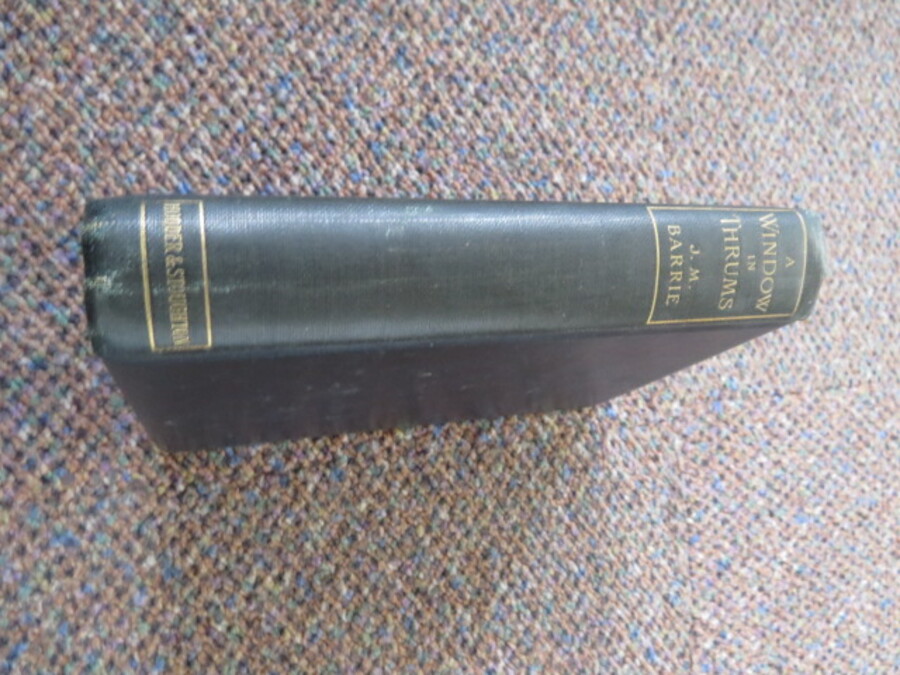 A
WINDOW
IN
THRUMS
J. M.
BARRIE
HODDER & STOUGHTON